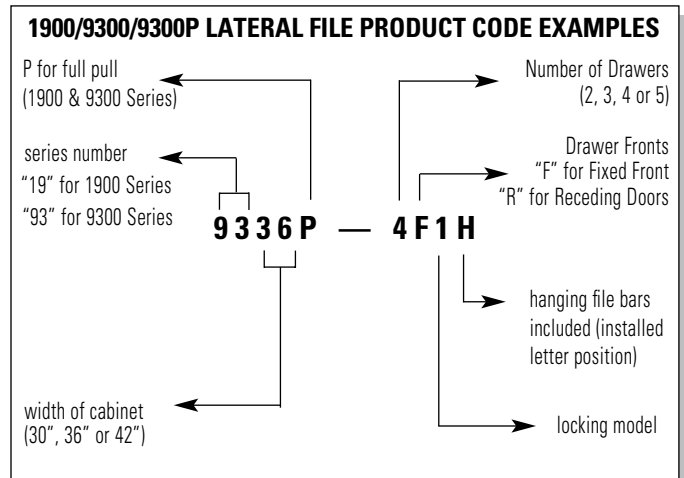 1900/9300/9300P LATERAL FILE PRODUCT CODE EXAMPLES
P for full pull
(1900 & 9300 Series)
Number of Drawers
(2, 3, 4 or 5)
series number
“19” for 1900 Series
“93” for 9300 Series
Drawer Fronts
“F” for Fixed Front
“R” for Receding Doors
9336P — 4F1H
hanging file bars
included (installed
letter position)
width of cabinet
(30”, 36” or 42”)
locking model